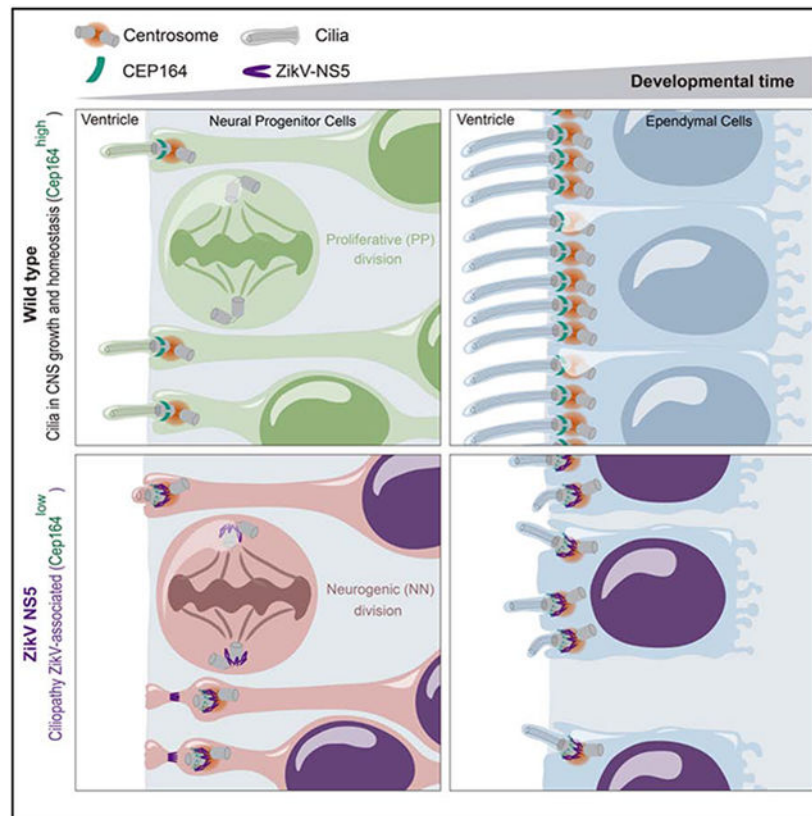 Centrosome
Cilia
CEP164
ZikV-NS5
Developmental time
Ventricle
Neural Progenitor Cells
Ventricle
Ependymal Cells
Wild type
Cilia in CNS growth and homeostasis (Cep164high)
Proliferative (PP)
division
ZikV NS5
Ciliopathy ZikV-associated (Cep164low)
Neurogenic (NN)
division